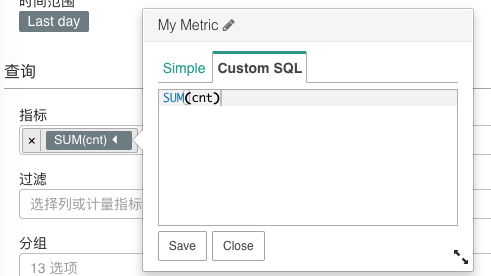 时间范围
Last day
查询
指标
× SUM(cnt)
过滤
选择列或计量指标
分组
13 选项
My Metric
Simple Custom SQL
SUM(cnt)
Save Close